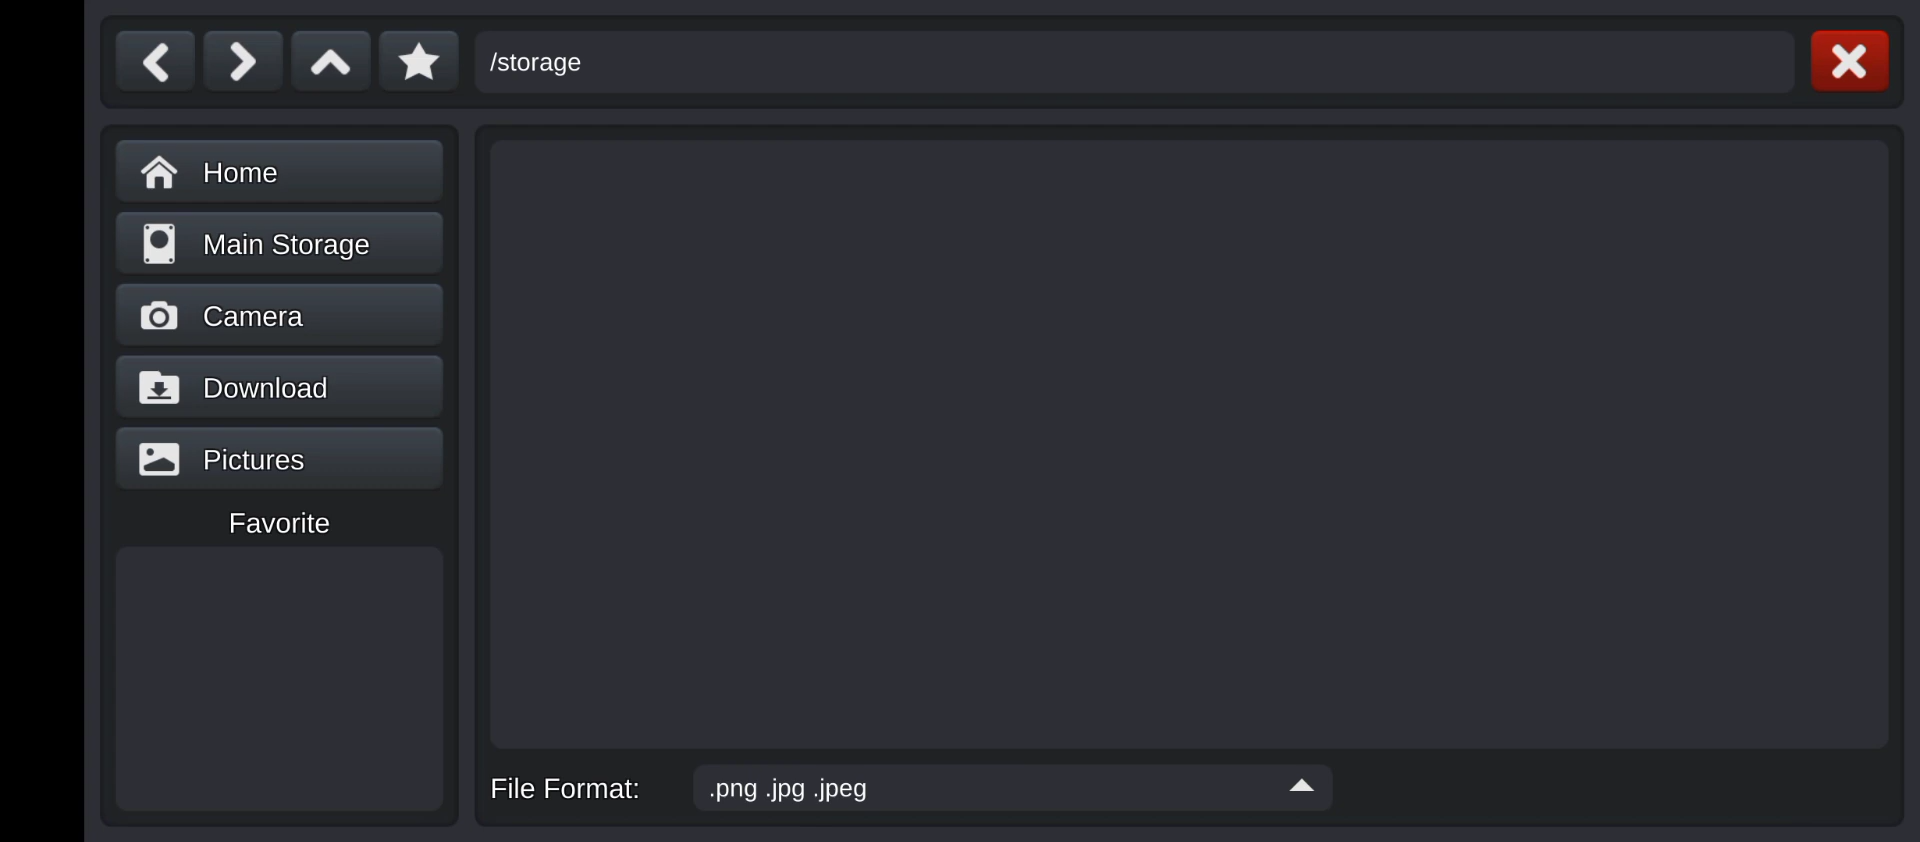 /storage
Home
Main Storage
Camera
Download
Pictures
Favorite
File Format:
.png .jpg .jpeg